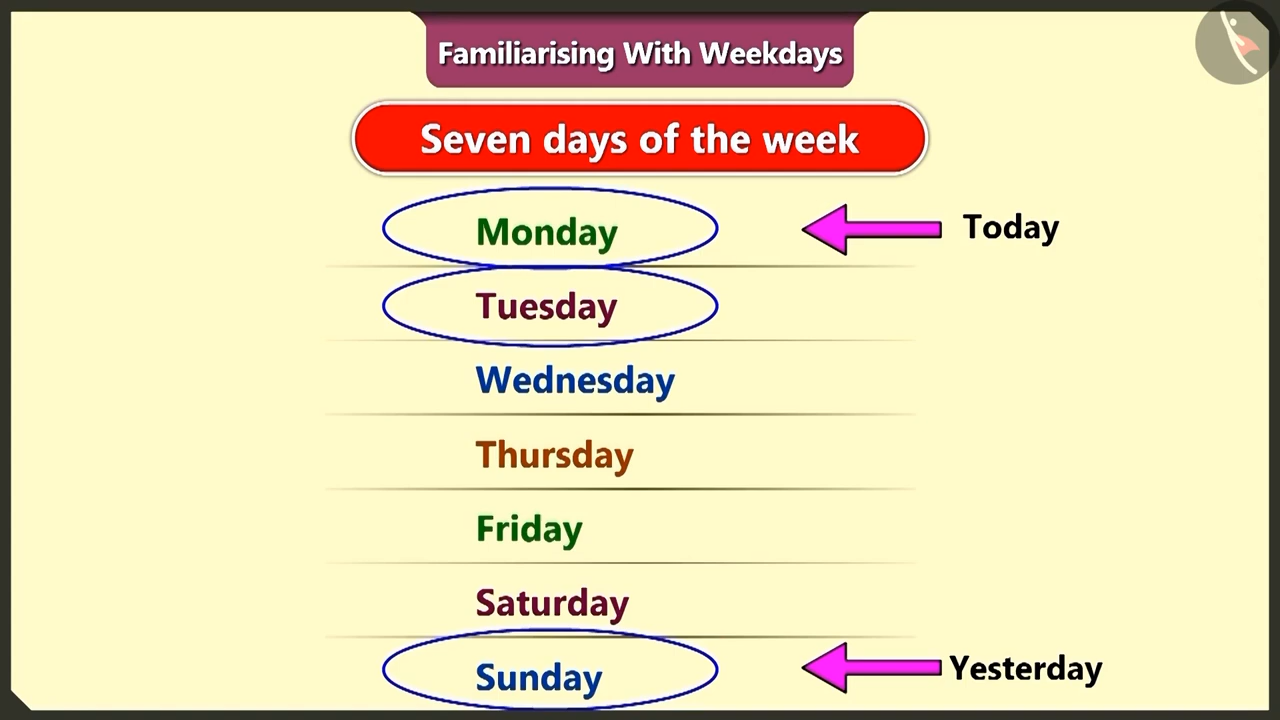 Familiarising With Weekdays
Seven days of the week
Monday Today
Tuesday
Wednesday
Thursday
Friday
Saturday
Sunday Yesterday